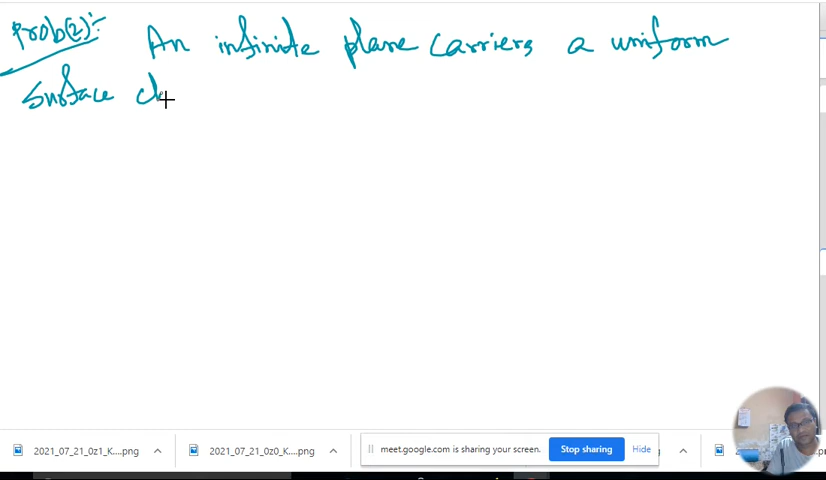 Prob(2):- An infinite plane carriers a uniform
Surface ch
2021_07_21_0z1_K....png
2021_07_21_0z0_K....png
meet.google.com is sharing your screen.
Stop sharing
Hide